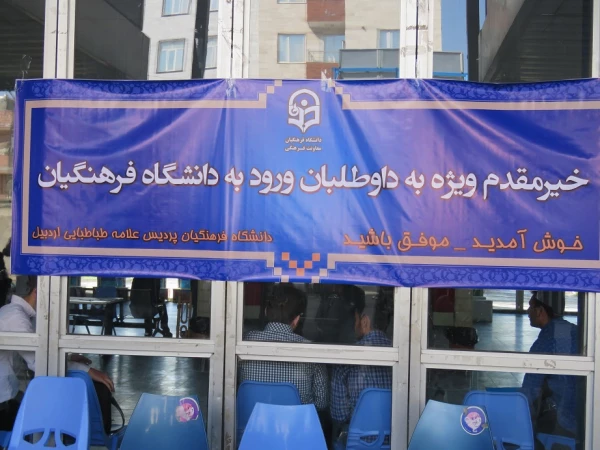 دانشگاه فرهنگیان
معاونت فرهنگی
خیرمقدم ویژه به داوطلبان ورود به دانشگاه فرهنگیان
خوش آمدید _ موفق باشید
دانشگاه فرهنگیان پردیس علامه طباطبایی اردبیل